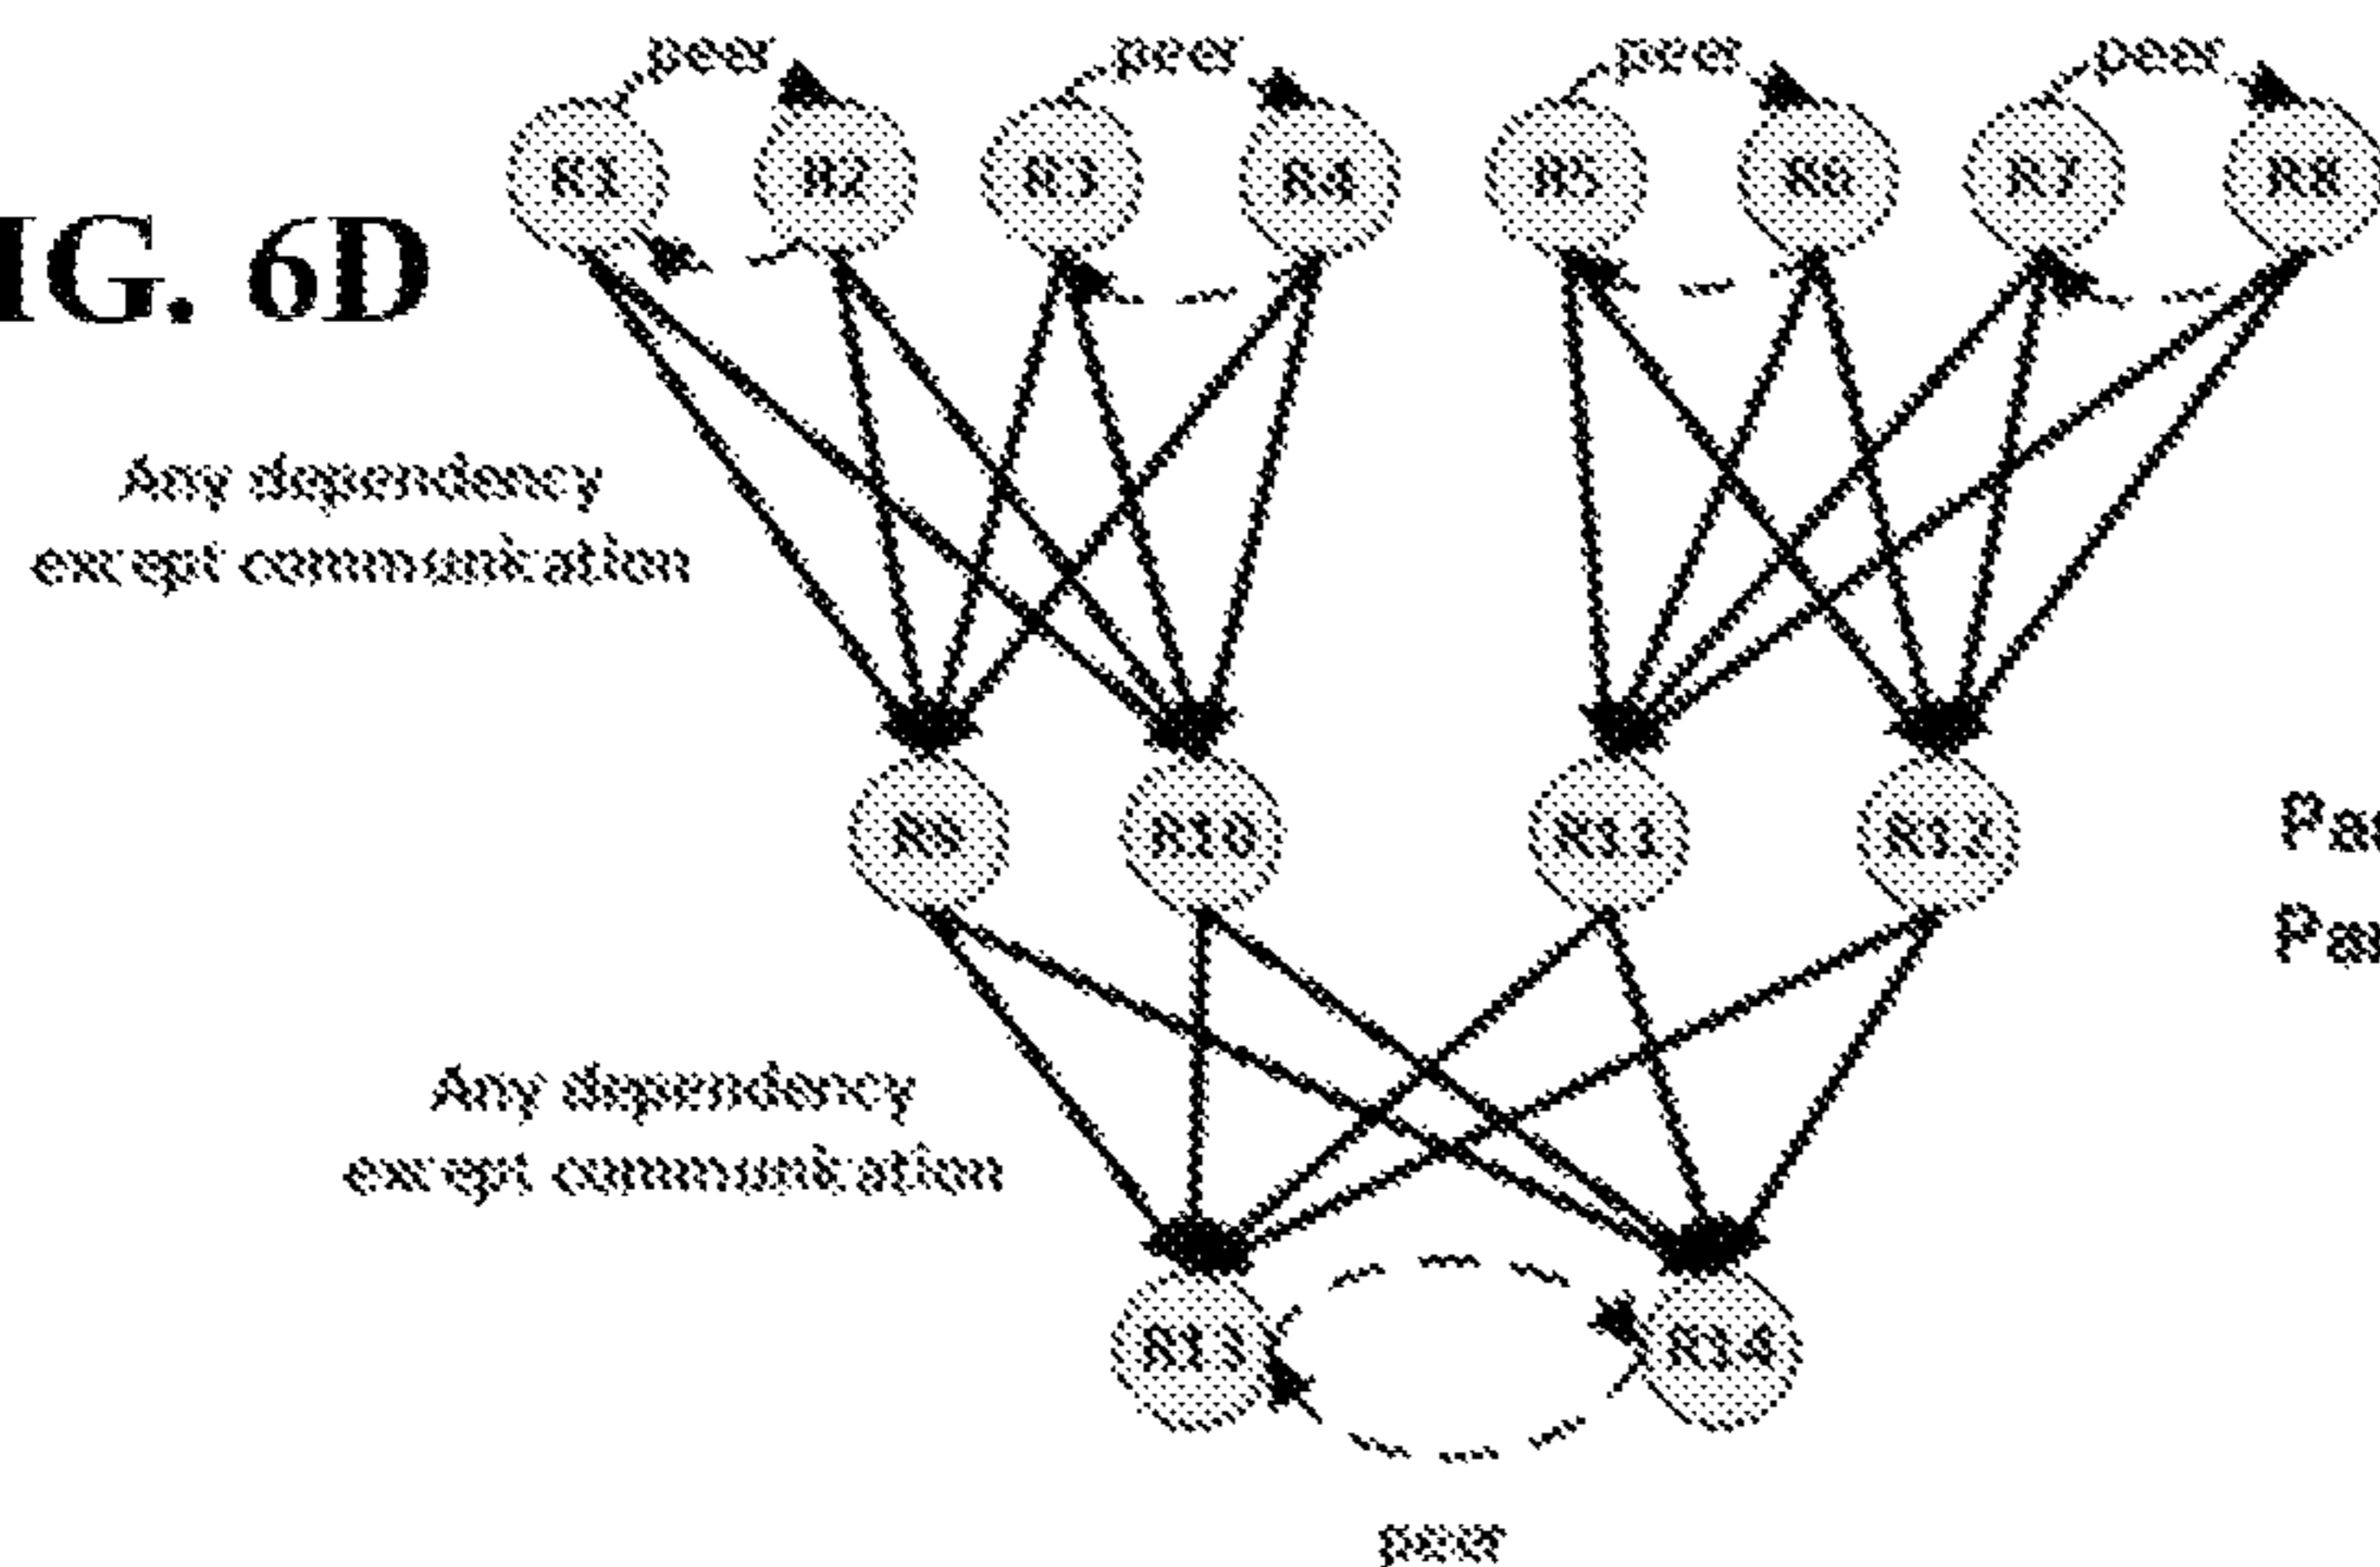 peer peer peer peer
R1 R2 R3 R4 R5 R6 R7 R8
IG. 6D
Any dependency
except communication
R9 R10 R11 R12
Any dependency
except communication
R13 R14
peer